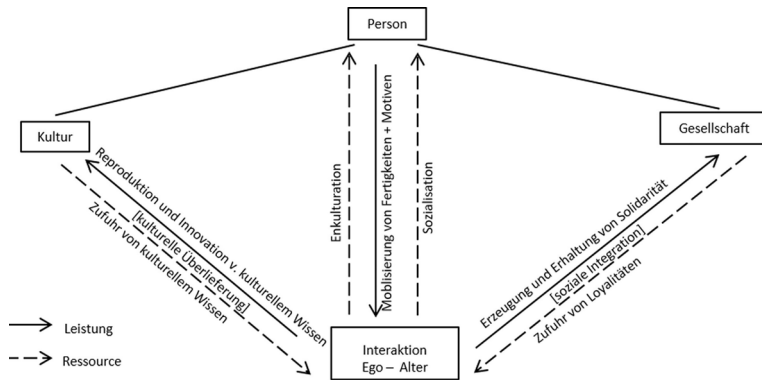 Person
Kultur
Gesellschaft
Reproduktion und Innovation v. kulturellem Wissen
[kulturelle Überlieferung]
Zufuhr von kulturellem Wissen
Enkulturation
Moblisierung von Fertigkeiten + Motiven
Sozialisation
Erzeugung und Erhaltung von Solidarität
[soziale Integration]
Zufuhr von Loyalitäten
Leistung
Ressource
Interaktion
Ego – Alter